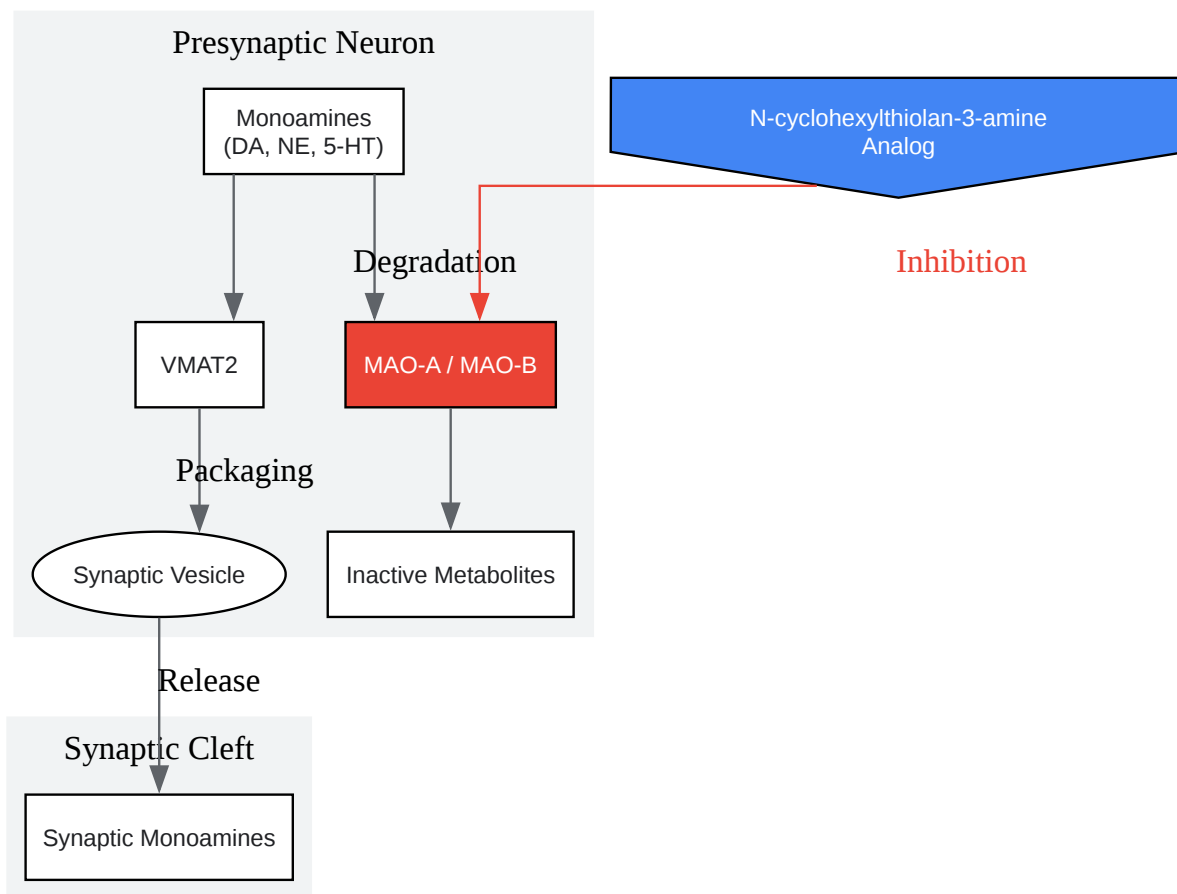 Presynaptic Neuron
Monoamines
(DA, NE, 5-HT)
N-cyclohexylthiolan-3-amine
Analog
Degradation
Inhibition
VMAT2
MAO-A / MAO-B
Packaging
Synaptic Vesicle
Inactive Metabolites
Release
Synaptic Cleft
Synaptic Monoamines